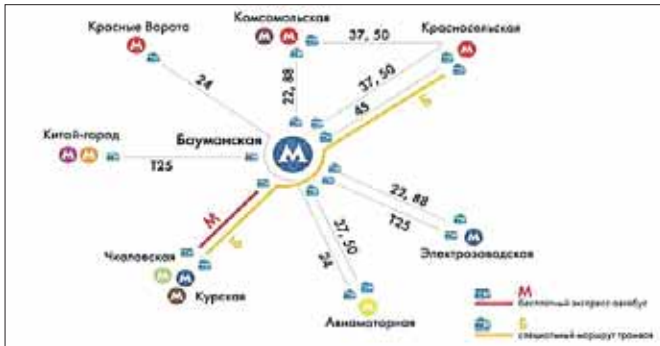 Красные Ворота
Комсомольская
Красносельская
37, 50
24
22, 88
37, 50
45
Б
Китай-город
Бауманская
Т25
М
Б
22, 88
Т25
Чкаловская
37, 50
24
Электрозаводская
Курская
Авиамоторная
М
бесплатный экспресс-автобус
Б
специальный маршрут трамвая